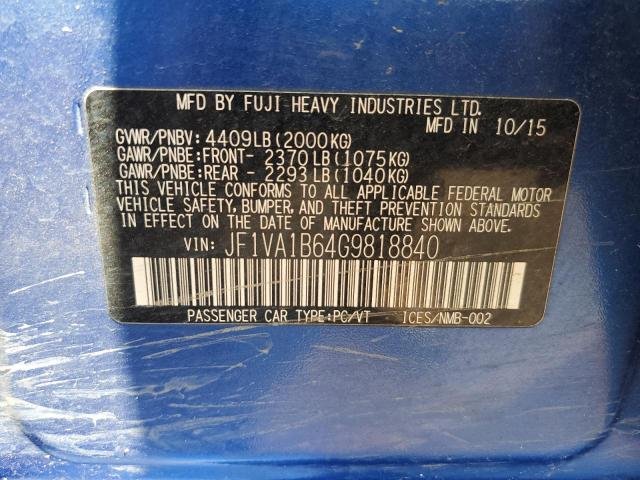 MFD BY FUJI HEAVY INDUSTRIES LTD.
MFD IN 10/15
GVWR/PNBV: 4409LB(2000KG)
GAWR/PNBE:FRONT- 2370LB(1075KG)
GAWR/PNBE:REAR - 2293LB(1040KG)
THIS VEHICLE CONFORMS TO ALL APPLICABLE FEDERAL MOTOR
VEHICLE SAFETY, BUMPER, AND THEFT PREVENTION STANDARDS
IN EFFECT ON THE DATE OF MANUFACTURE SHOWN ABOVE.
VIN: JF1VA1B64G9818840
PASSENGER CAR TYPE:PC/VT ICES/NMB-002